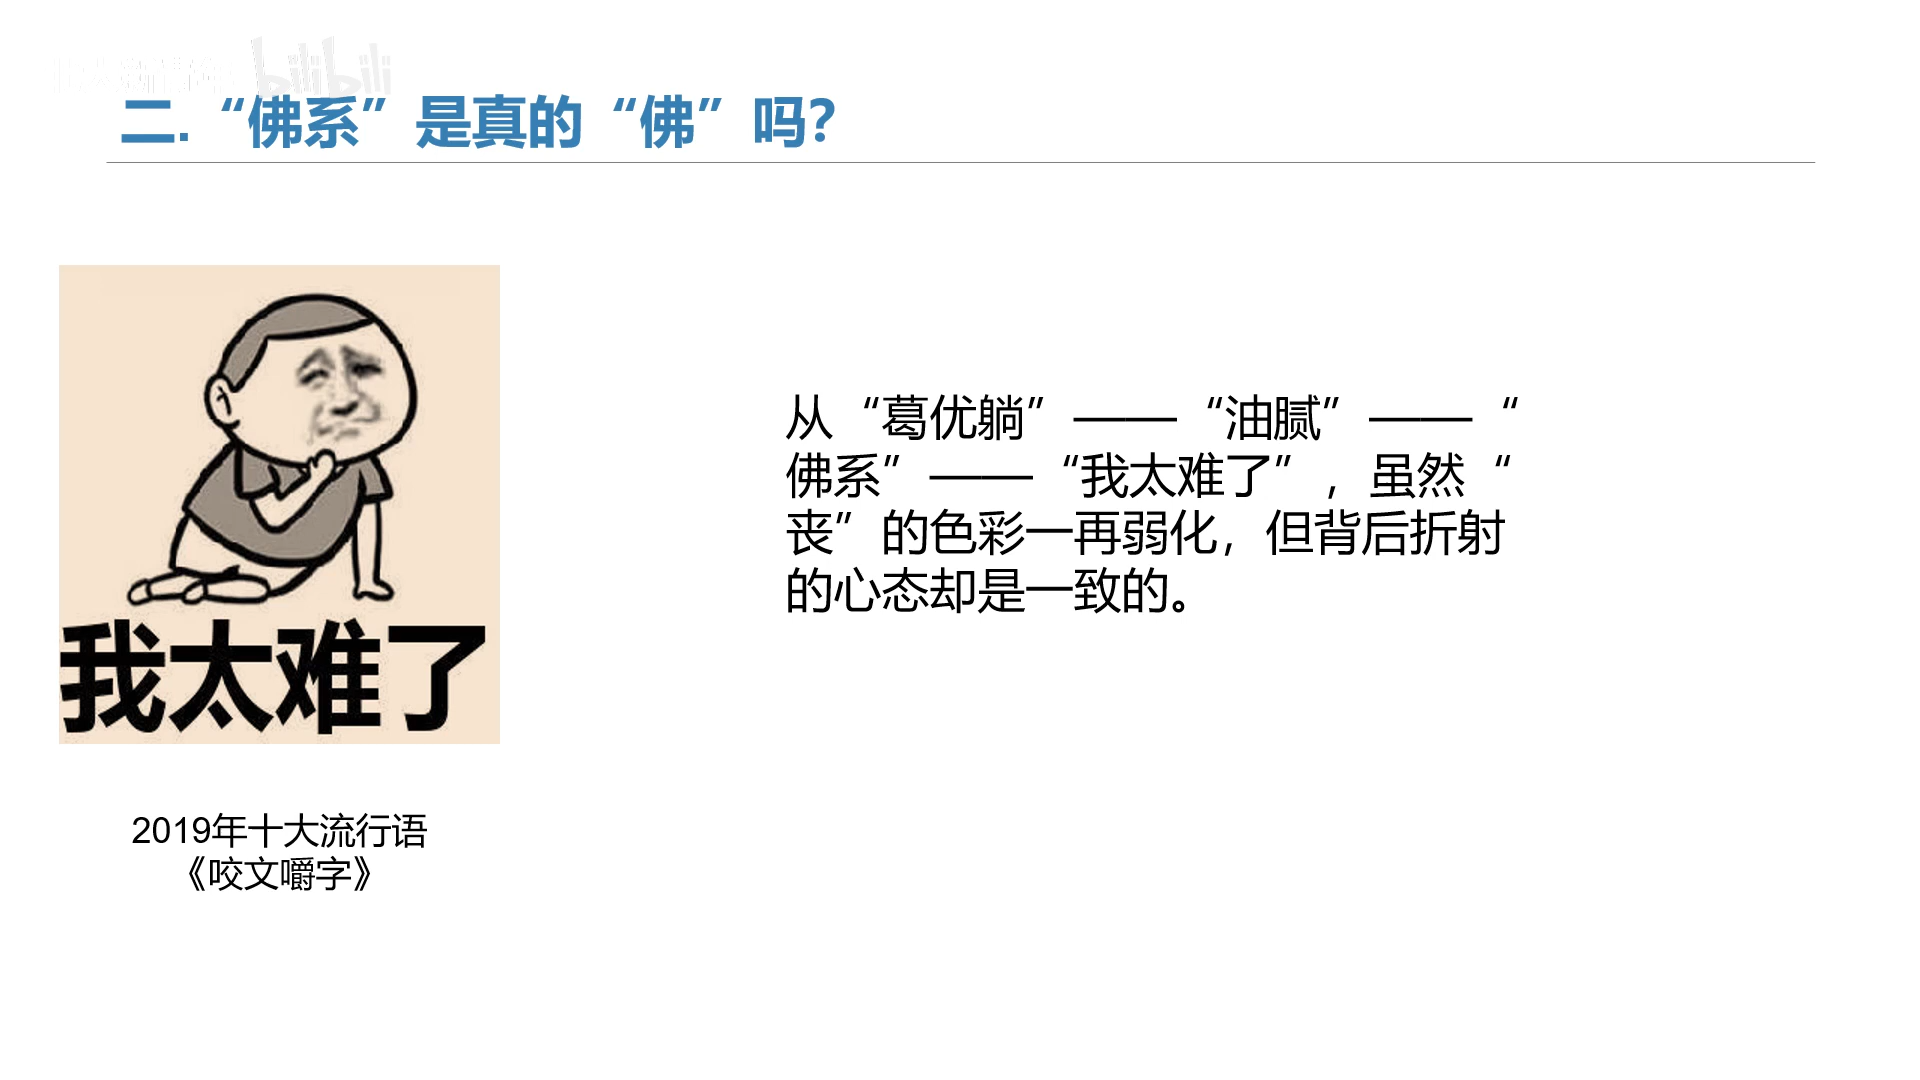 bilibili
二.“佛系”是真的“佛”吗？
我太难了
2019年十大流行语
《咬文嚼字》
从“葛优躺”——“油腻”——“
佛系”——“我太难了”，虽然“
丧”的色彩一再弱化，但背后折射
的心态却是一致的。